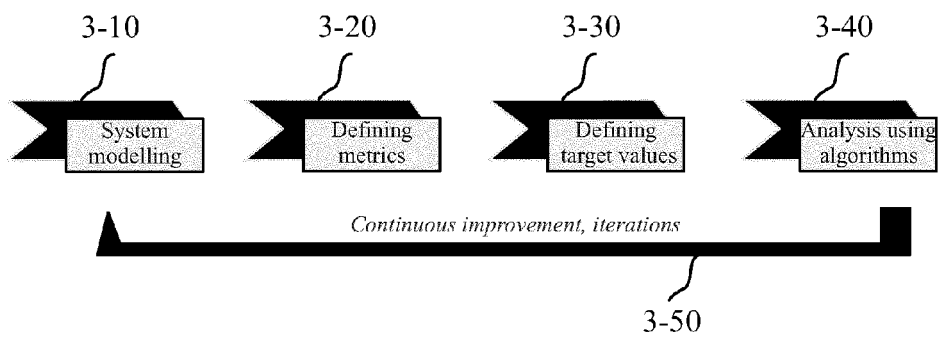 3-10 3-20 3-30 3-40
System modelling
Defining metrics
Defining target values
Analysis using algorithms
Continuous improvement, iterations
3-50